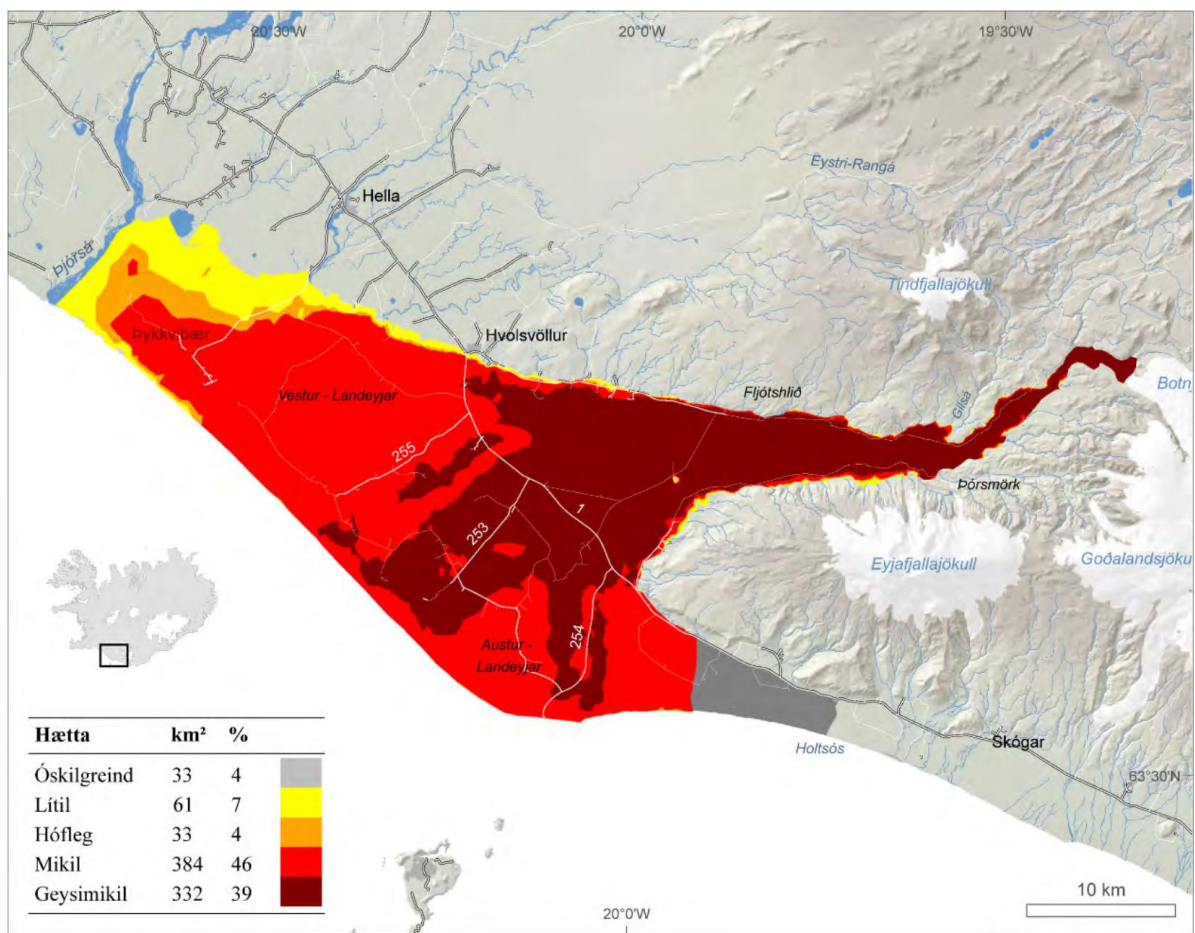 20°30'W
20°0'W
19°30'W
Eystri-Rangá
Hella
Þjórsá
Tindfjallajökull
Þykkvibær
Hvolsvöllur
Botn
Fljótshlíð
Gilsá
Vestur - Landeyjar
255
Þórsmörk
1
253
Eyjafjallajökull
Goðalandsjöku
254
Austur -
Landeyjar
Skógar
Holtsós
63°30'N
Hætta km² %
Óskilgreind 33 4
Lítil 61 7
Hófleg 33 4
Mikil 384 46
Geysimikil 332 39
10 km
20°0'W